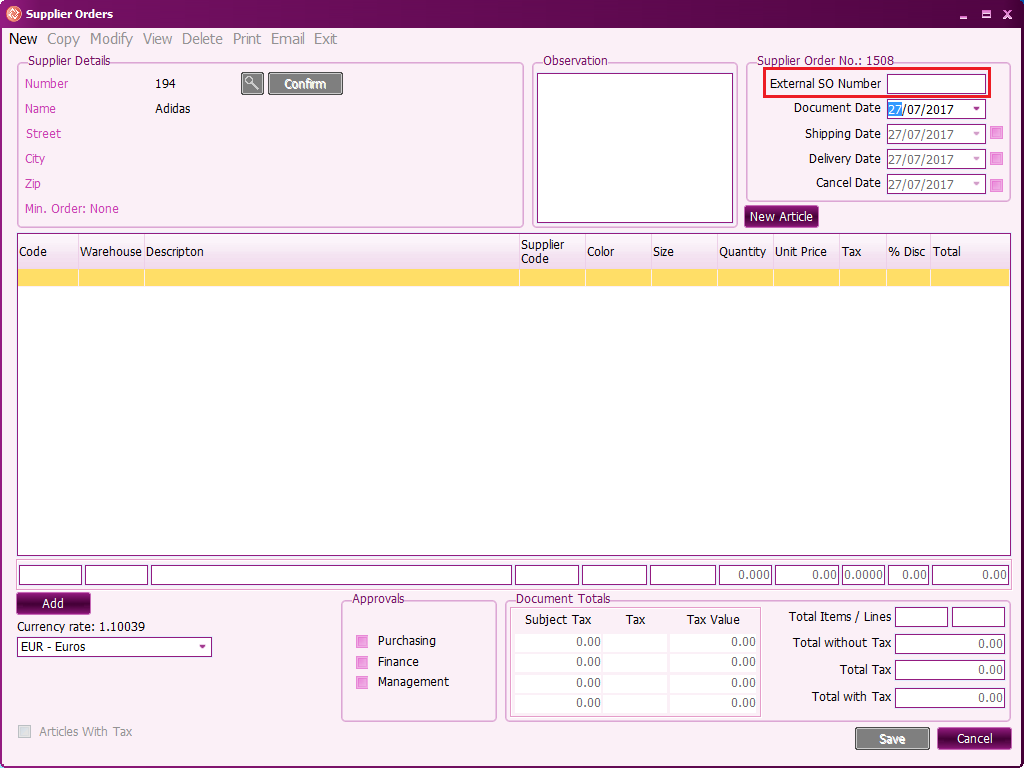 Supplier Orders
New Copy Modify View Delete Print Email Exit
Supplier Details
Number 194 Confirm
Name Adidas
Street
City
Zip
Min. Order: None
Observation
Supplier Order No.: 1508
External SO Number
Document Date 27/07/2017
Shipping Date 27/07/2017
Delivery Date 27/07/2017
Cancel Date 27/07/2017
New Article
Code Warehouse Descripton Supplier Code Color Size Quantity Unit Price Tax % Disc Total
0.000 0.00 0.0000 0.00 0.00
Add
Currency rate: 1.10039
EUR - Euros
Articles With Tax
Approvals
Purchasing
Finance
Management
Document Totals
Subject Tax Tax Tax Value
0.00 0.00
0.00 0.00
0.00 0.00
0.00 0.00
Total Items / Lines
Total without Tax 0.00
Total Tax 0.00
Total with Tax 0.00
Save Cancel